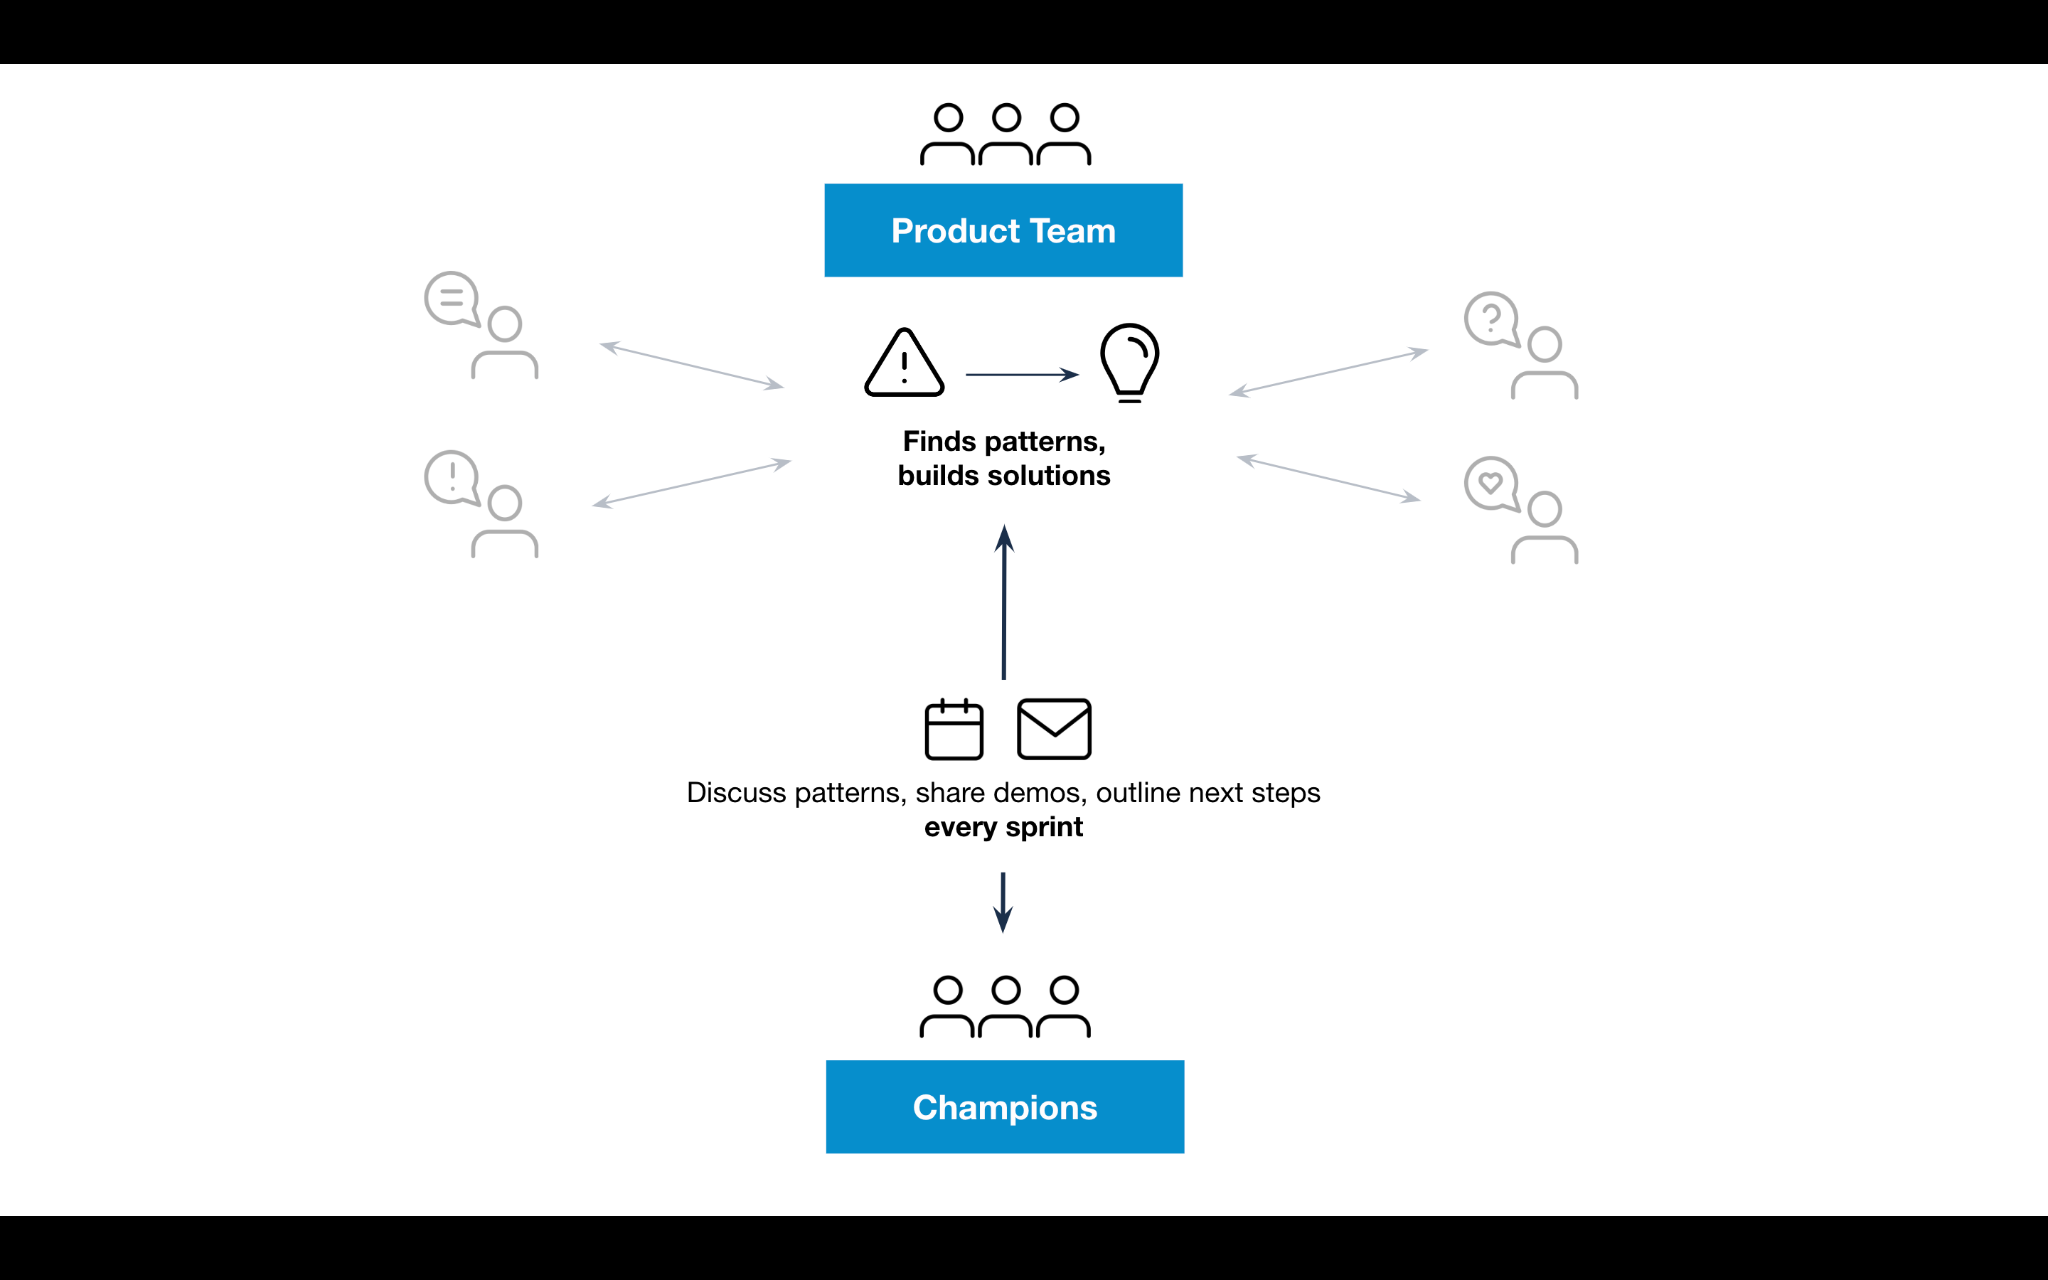 Product Team
Finds patterns,
builds solutions
Discuss patterns, share demos, outline next steps
every sprint
Champions